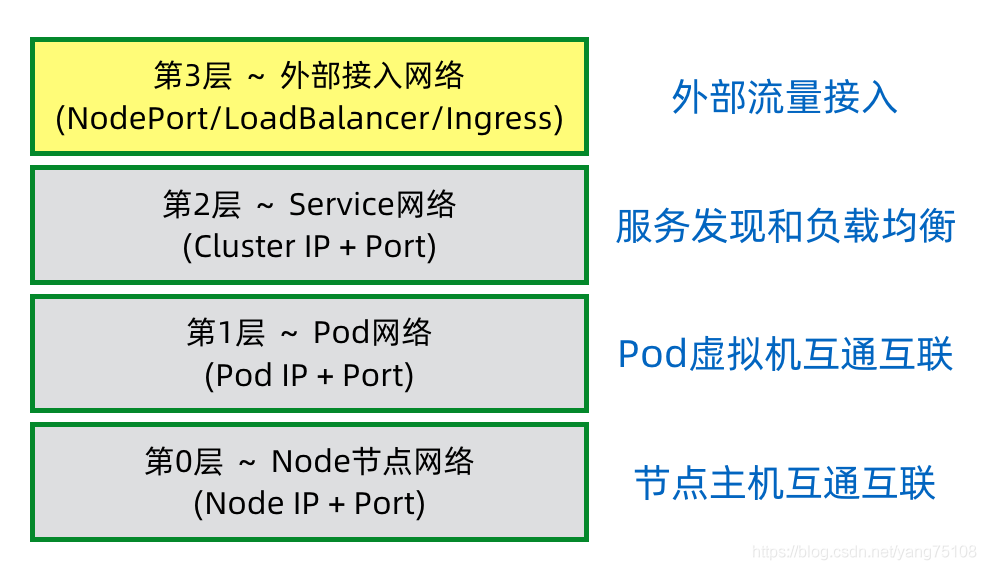 第3层 ~ 外部接入网络
(NodePort/LoadBalancer/Ingress)
外部流量接入
第2层 ~ Service网络
(Cluster IP + Port)
服务发现和负载均衡
第1层 ~ Pod网络
(Pod IP + Port)
Pod虚拟机互通互联
第0层 ~ Node节点网络
(Node IP + Port)
节点主机互通互联
https://blog.csdn.net/yang75108